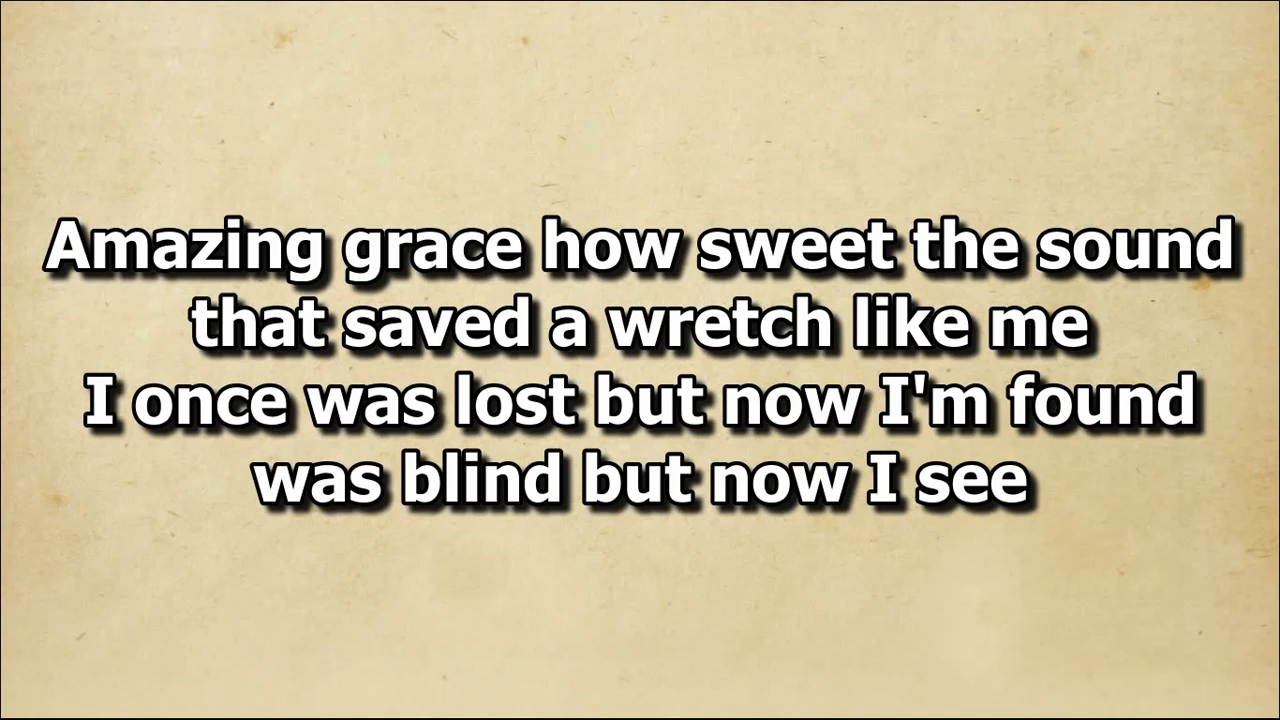 Amazing grace how sweet the sound
that saved a wretch like me
I once was lost but now I'm found
was blind but now I see